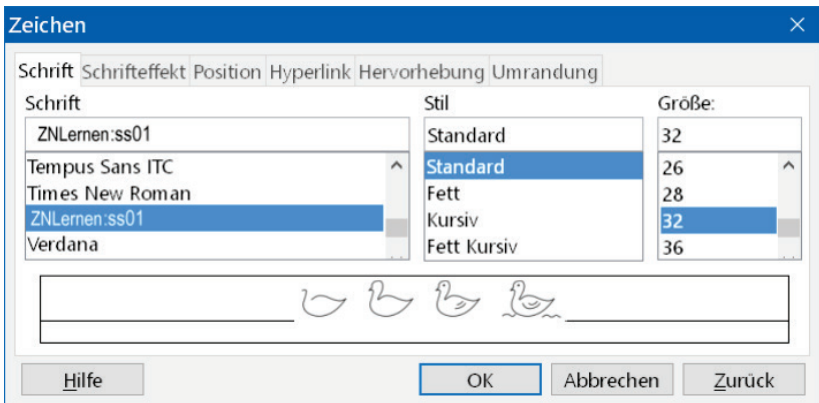 Zeichen
Schrift Schrifteffekt Position Hyperlink Hervorhebung Umrandung
Schrift Stil Größe:
ZNLernen:ss01 Standard 32
Tempus Sans ITC Standard 26
Times New Roman Fett 28
ZNLernen:ss01 Kursiv 32
Verdana Fett Kursiv 36
Hilfe OK Abbrechen Zurück